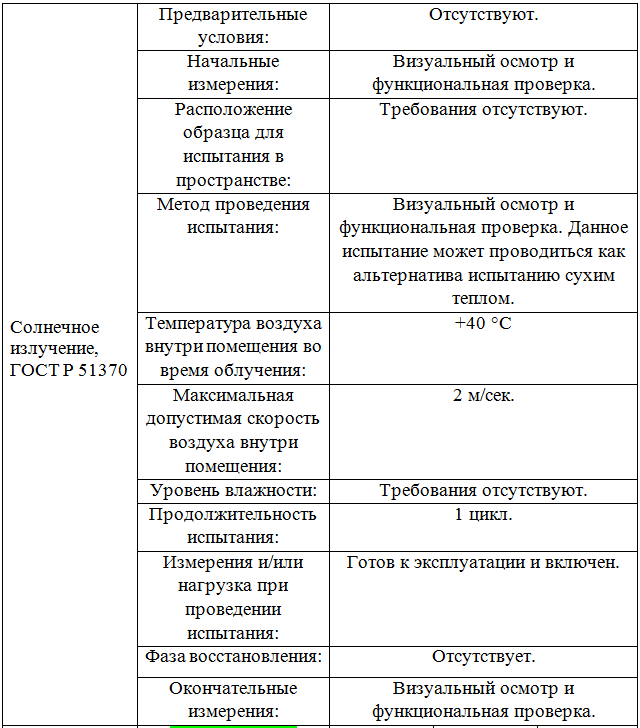 Солнечное
излучение,
ГОСТ Р 51370
Предварительные
условия:
Отсутствуют.
Начальные
измерения:
Визуальный осмотр и
функциональная проверка.
Расположение
образца для
испытания в
пространстве:
Требования отсутствуют.
Метод проведения
испытания:
Визуальный осмотр и
функциональная проверка. Данное
испытание может проводиться как
альтернатива испытанию сухим
теплом.
Температура воздуха
внутри помещения во
время облучения:
+40 °С
Максимальная
допустимая скорость
воздуха внутри
помещения:
2 м/сек.
Уровень влажности:
Требования отсутствуют.
Продолжительность
испытания:
1 цикл.
Измерения и/или
нагрузка при
проведении
испытания:
Готов к эксплуатации и включен.
Фаза восстановления:
Отсутствует.
Окончательные
измерения:
Визуальный осмотр и
функциональная проверка.